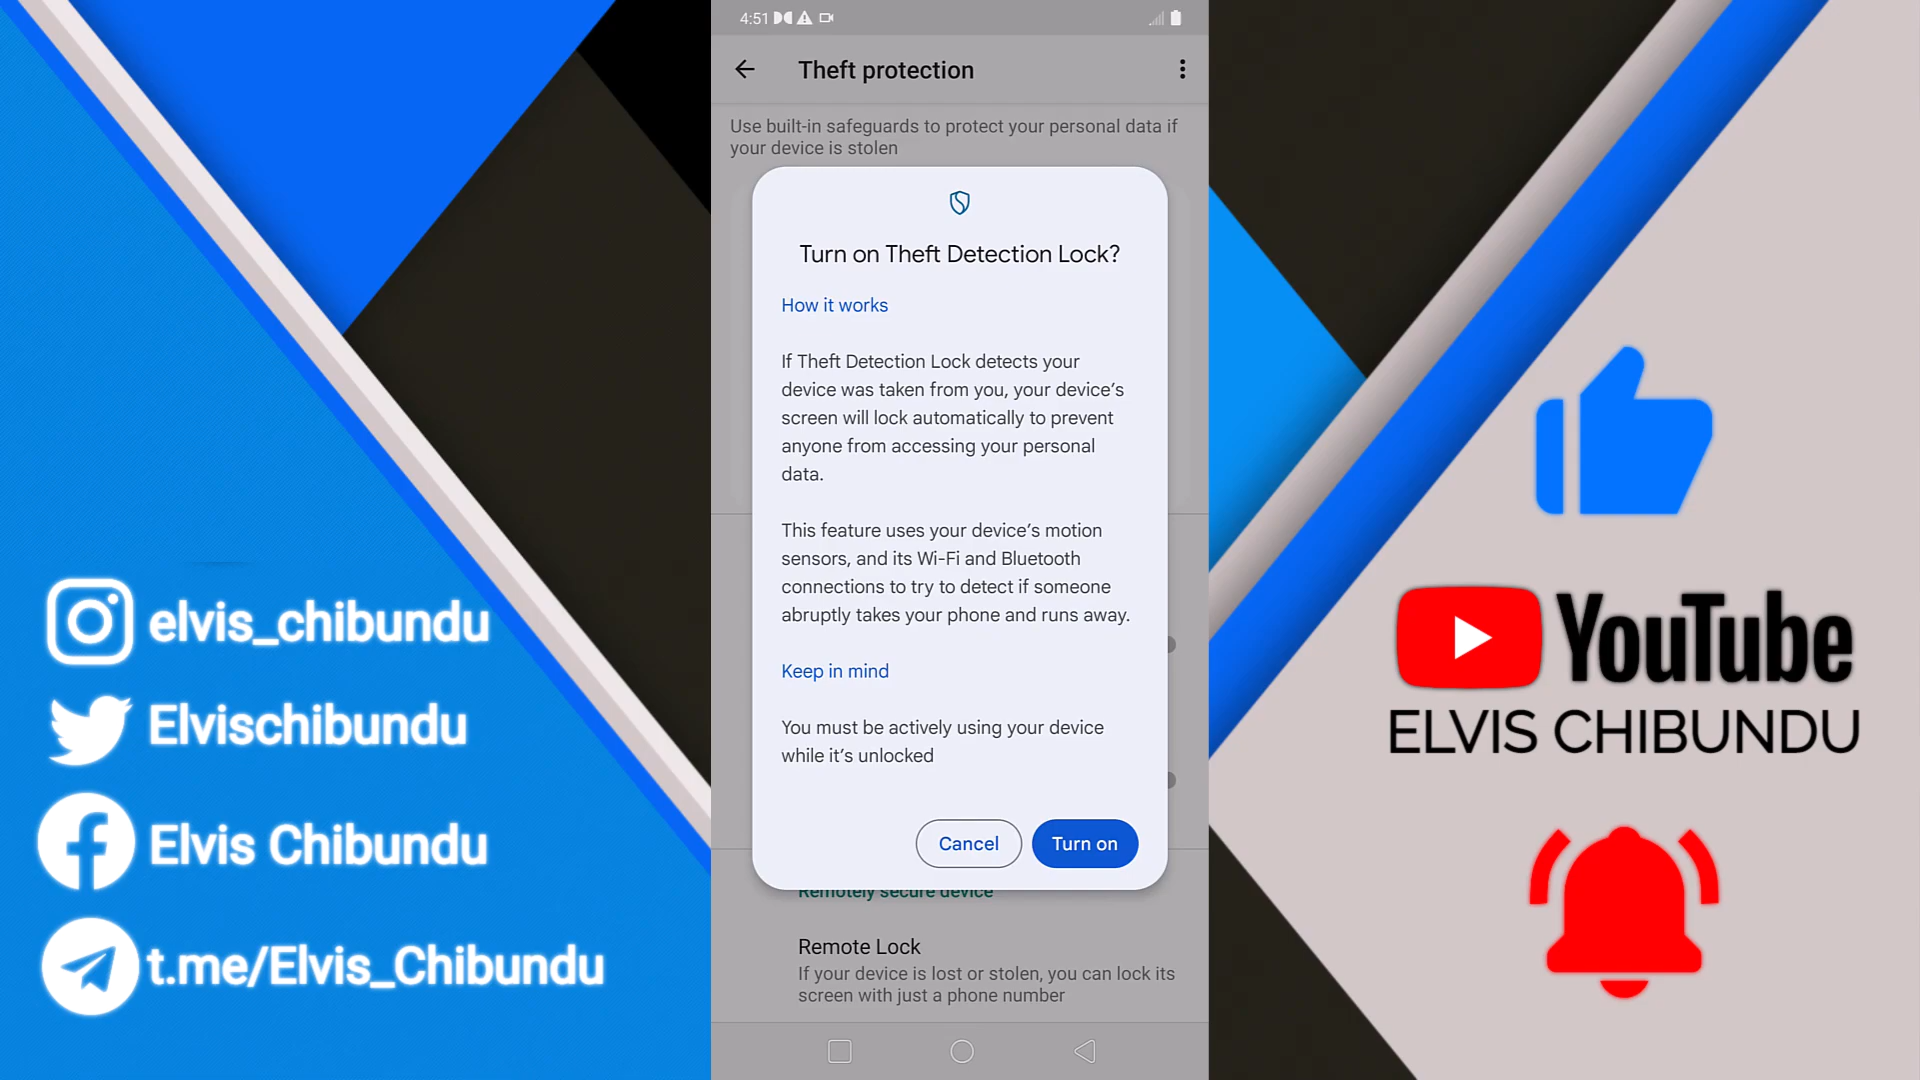 elvis_chibundu
Elvischibundu
Elvis Chibundu
t.me/Elvis_Chibundu
4:51
Theft protection
Use built-in safeguards to protect your personal data if
your device is stolen
Turn on Theft Detection Lock?
How it works
If Theft Detection Lock detects your
device was taken from you, your device’s
screen will lock automatically to prevent
anyone from accessing your personal
data.
This feature uses your device’s motion
sensors, and its Wi-Fi and Bluetooth
connections to try to detect if someone
abruptly takes your phone and runs away.
Keep in mind
You must be actively using your device
while it’s unlocked
Cancel
Turn on
Remotely secure device
Remote Lock
If your device is lost or stolen, you can lock its
screen with just a phone number
YouTube
ELVIS CHIBUNDU